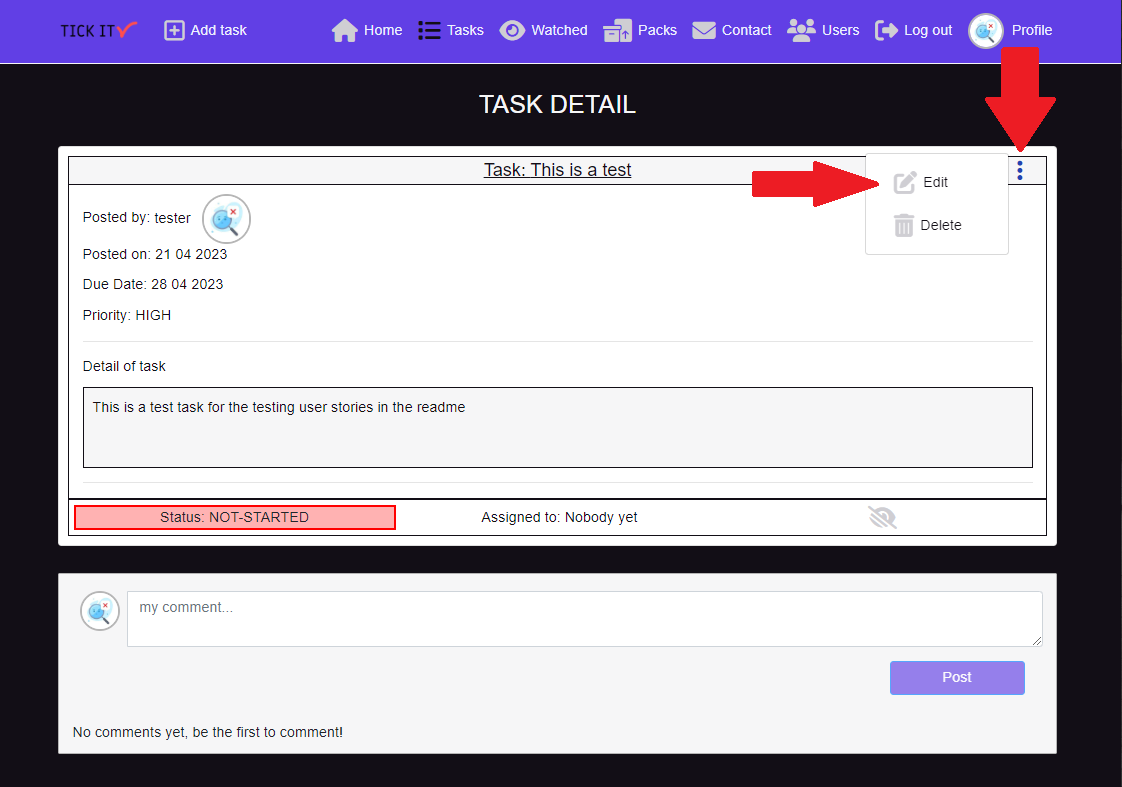 TICK IT Add task Home Tasks Watched Packs Contact Users Log out Profile
TASK DETAIL
Task: This is a test
Edit
Delete
Posted by: tester
Posted on: 21 04 2023
Due Date: 28 04 2023
Priority: HIGH
Detail of task
This is a test task for the testing user stories in the readme
Status: NOT-STARTED Assigned to: Nobody yet
my comment...
Post
No comments yet, be the first to comment!